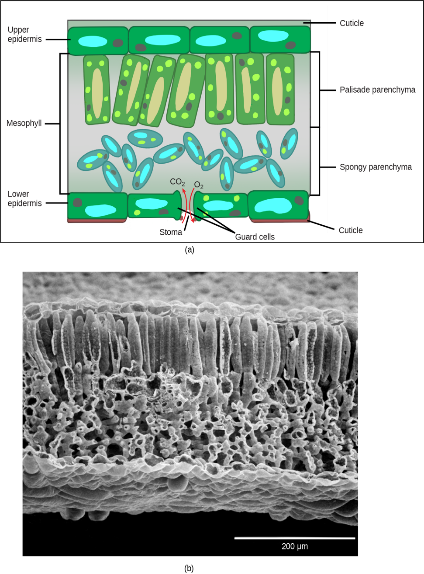 Upper
epidermis
Cuticle
Palisade parenchyma
Mesophyll
Spongy parenchyma
CO2
O2
Lower
epidermis
Stoma
Guard cells
Cuticle
(a)
200 µm
(b)